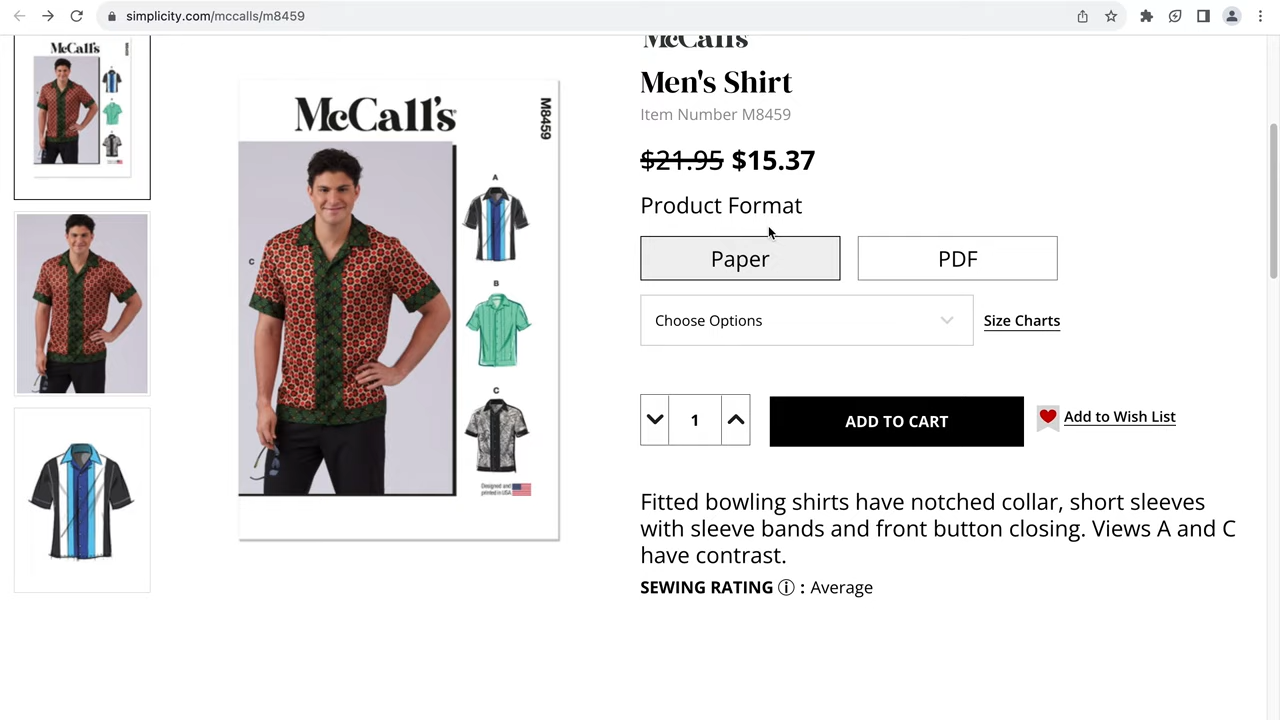 simplicity.com/mccalls/m8459
McCall's
McCall's
M8459
A
B
C
C
Designed and
printed in USA
McCall's
Men's Shirt
Item Number M8459
$21.95 $15.37
Product Format
Paper
PDF
Choose Options
Size Charts
1
ADD TO CART
Add to Wish List
Fitted bowling shirts have notched collar, short sleeves
with sleeve bands and front button closing. Views A and C
have contrast.
SEWING RATING ⓘ : Average